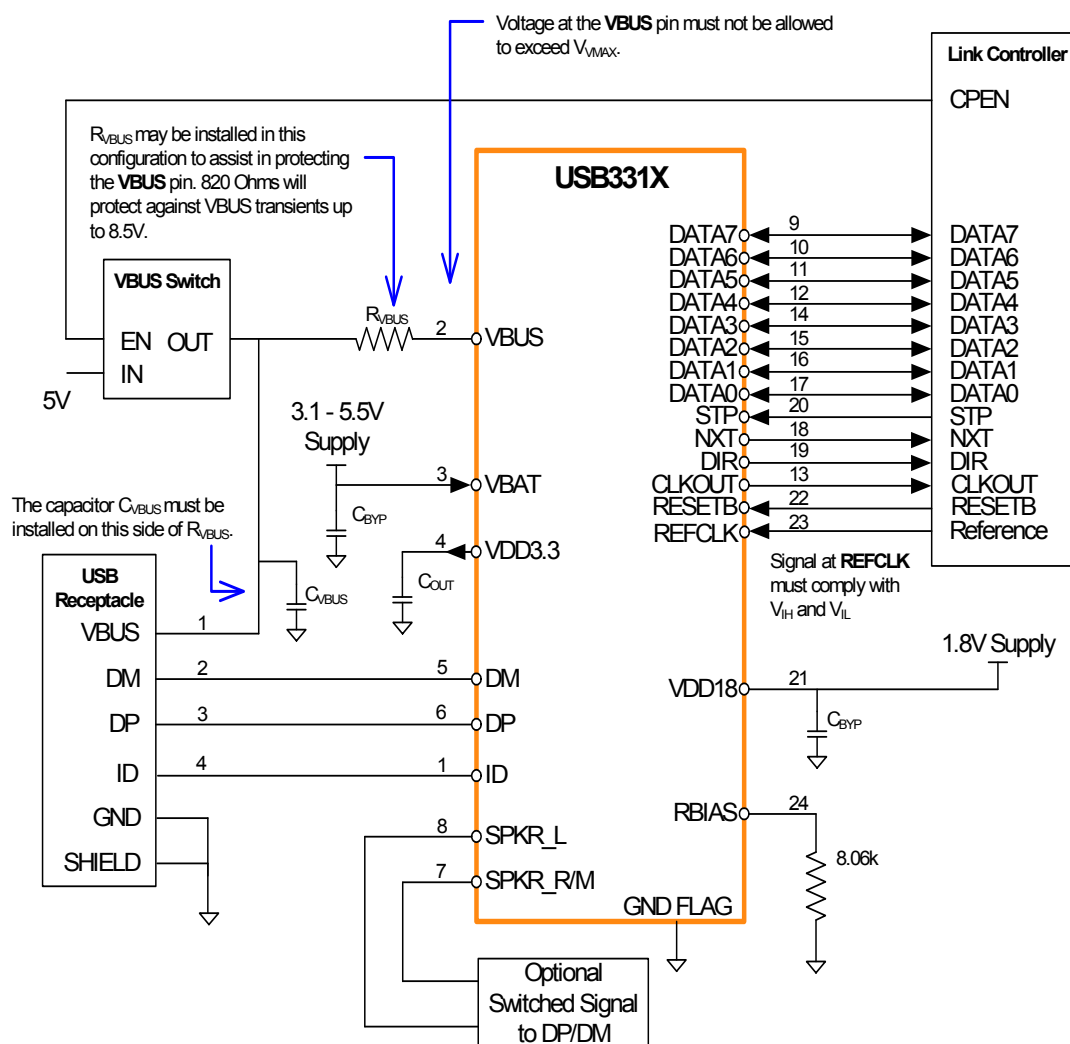 Voltage at the VBUS pin must not be allowed
to exceed VVMAX.
Link Controller
CPEN
RVBUS may be installed in this
configuration to assist in protecting
the VBUS pin. 820 Ohms will
protect against VBUS transients up
to 8.5V.
USB331X
VBUS Switch
EN OUT
IN
5V
RVBUS
2 VBUS
DATA7 9 DATA7
DATA6 10 DATA6
DATA5 11 DATA5
DATA4 12 DATA4
DATA3 14 DATA3
DATA2 15 DATA2
DATA1 16 DATA1
DATA0 17 DATA0
STP 20 STP
NXT 18 NXT
DIR 19 DIR
CLKOUT 13 CLKOUT
RESETB 22 RESETB
REFCLK 23 Reference
3.1 - 5.5V
Supply
3 VBAT
CBYP
4 VDD3.3
COUT
The capacitor CVBUS must be
installed on this side of RVBUS.
CVBUS
Signal at REFCLK
must comply with
VIH and VIL
USB
Receptacle
VBUS 1
DM 2 5 DM
DP 3 6 DP
ID 4 1 ID
GND
SHIELD
1.8V Supply
VDD18 21
CBYP
RBIAS 24
8.06k
8 SPKR_L
7 SPKR_R/M
GND FLAG
Optional
Switched Signal
to DP/DM